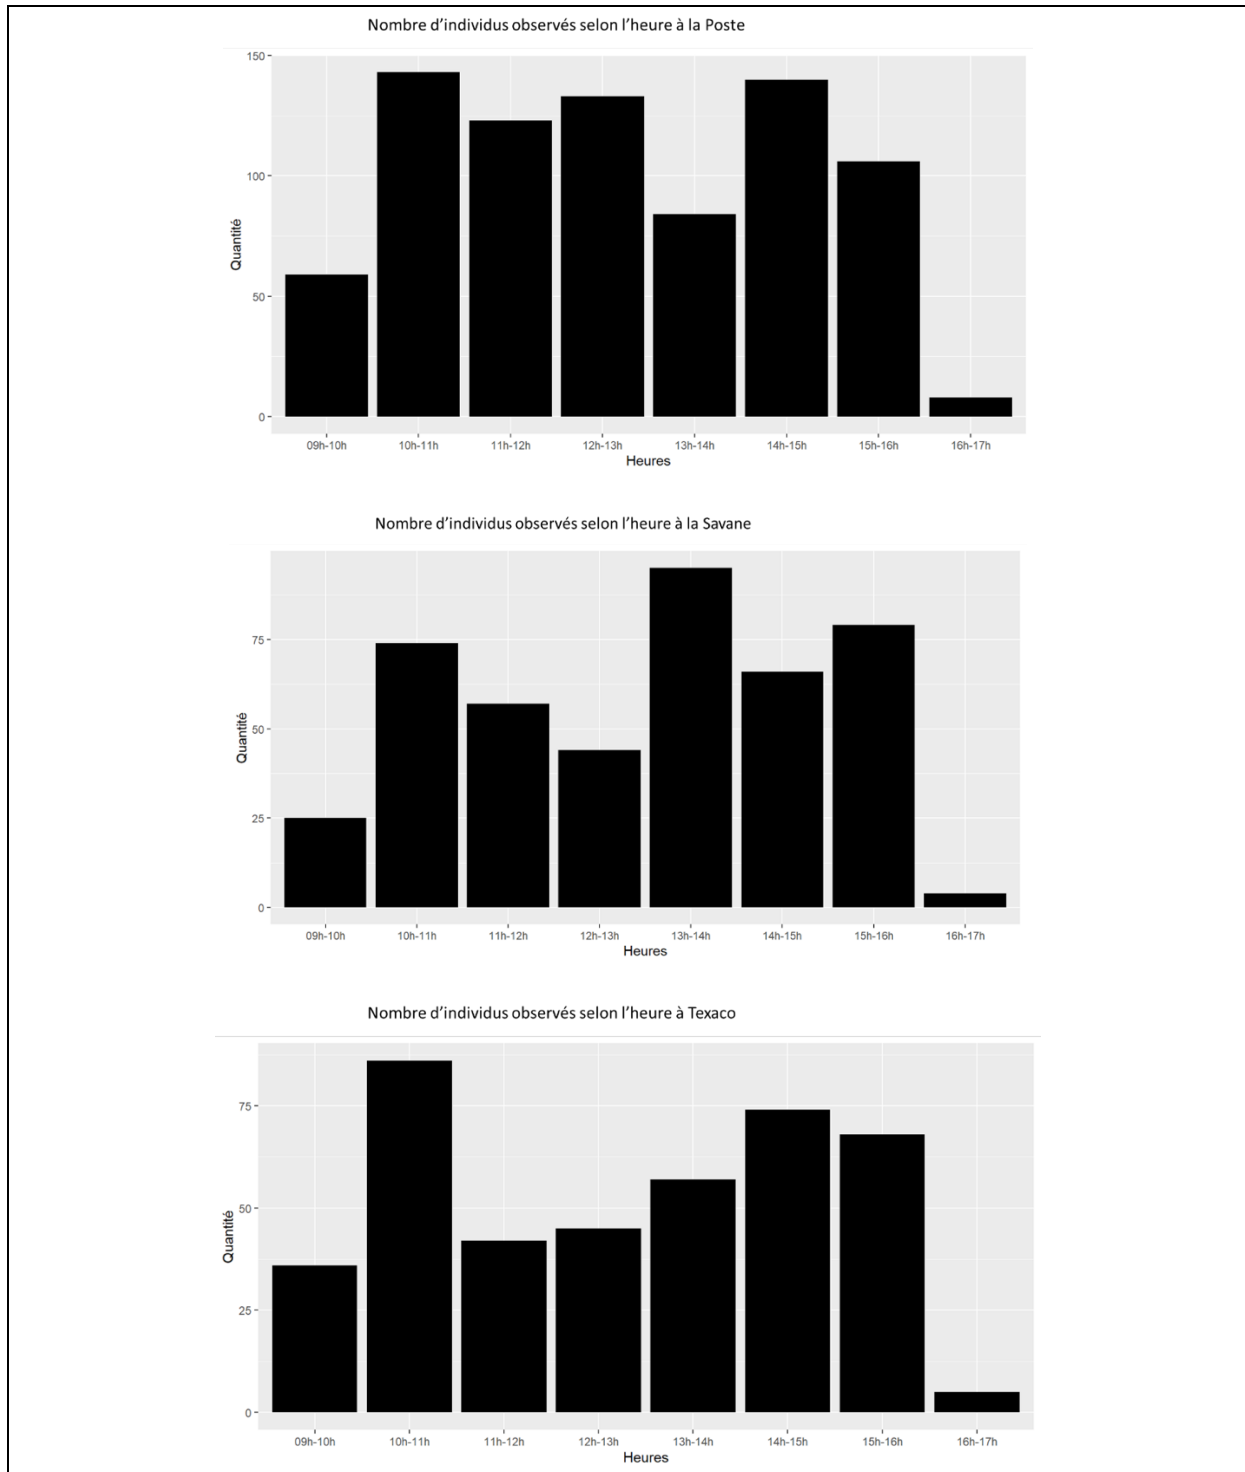 Nombre d’individus observés selon l’heure à la Poste
150
100
50
0
Quantité
09h-10h 10h-11h 11h-12h 12h-13h 13h-14h 14h-15h 15h-16h 16h-17h
Heures
Nombre d’individus observés selon l’heure à la Savane
75
50
25
0
Quantité
09h-10h 10h-11h 11h-12h 12h-13h 13h-14h 14h-15h 15h-16h 16h-17h
Heures
Nombre d’individus observés selon l’heure à Texaco
75
50
25
0
Quantité
09h-10h 10h-11h 11h-12h 12h-13h 13h-14h 14h-15h 15h-16h 16h-17h
Heures